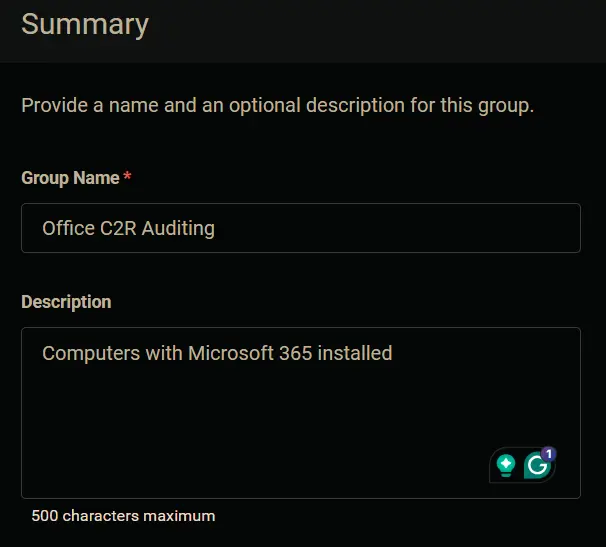 Summary
Provide a name and an optional description for this group.
Group Name *
Office C2R Auditing
Description
Computers with Microsoft 365 installed
G 1
500 characters maximum